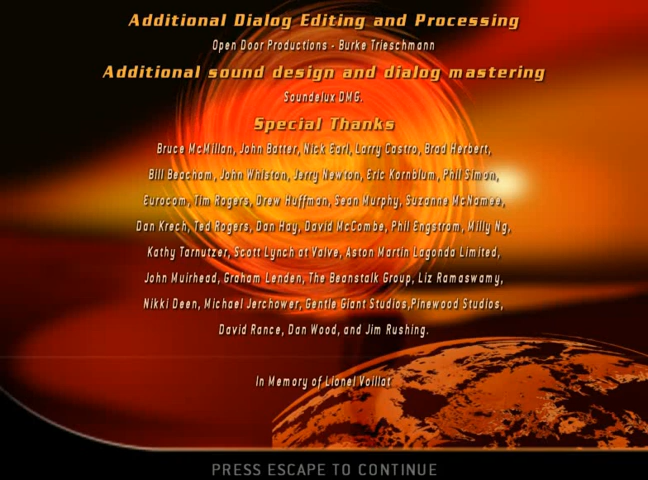 Additional Dialog Editing and Processing
Open Door Productions - Burke Trieschmann
Additional sound design and dialog mastering
Soundelux DMG.
Special Thanks
Bruce McMillan, John Batter, Nick Earl, Larry Castro, Brad Herbert,
Bill Beacham, John Whiston, Jerry Newton, Eric Kornblum, Phil Simon,
Eurocom, Tim Rogers, Drew Huffman, Sean Murphy, Suzanne McNamee,
Dan Krech, Ted Rogers, Dan Hay, David McCombe, Phil Engstrom, Milly Ng,
Kathy Tarnutzer, Scott Lynch at Valve, Aston Martin Lagonda Limited,
John Muirhead, Graham Lenden, The Beanstalk Group, Liz Ramaswamy,
Nikki Deen, Michael Jerchower, Gentle Giant Studios,Pinewood Studios,
David Rance, Dan Wood, and Jim Rushing.
In Memory of Lionel Voillat
PRESS ESCAPE TO CONTINUE